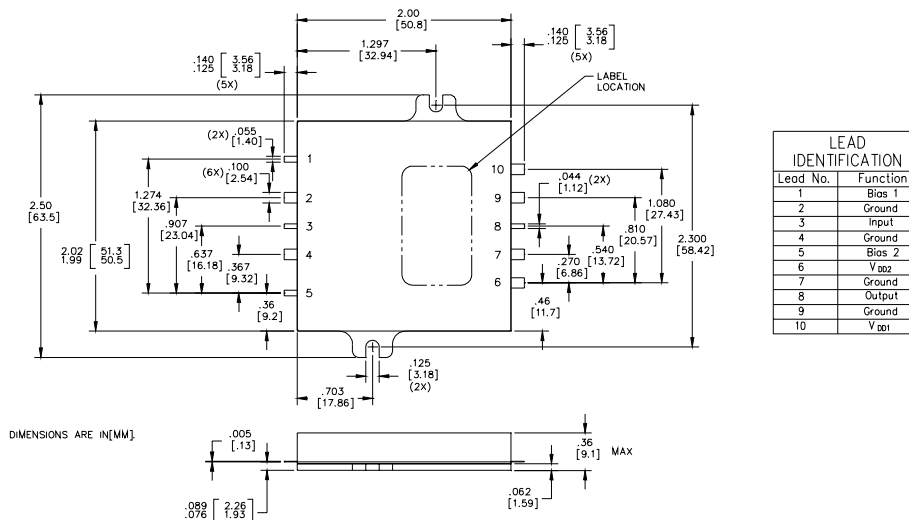 2.00
[50.8]
1.297
[32.94]
.140 [3.56]
.125 [3.18]
(5X)
.140 [3.56]
.125 [3.18]
(5X)
LABEL
LOCATION
(2X) .055
[1.40]
(6X) .100
[2.54]
1
2
3
4
5
10
9
8
7
6
.044 (2X)
[1.12]
1.274
[32.36]
.907
[23.04]
.637
[16.18]
.367
[9.32]
.36
[9.2]
2.50
[63.5]
2.02 [51.3]
1.99 [50.5]
1.080
[27.43]
.810
[20.57]
.540
[13.72]
.270
[6.86]
.46
[11.7]
2.300
[58.42]
.125
[3.18]
(2X)
.703
[17.86]
LEAD
IDENTIFICATION
Lead No. Function
1 Bias 1
2 Ground
3 Input
4 Ground
5 Bias 2
6 VDD2
7 Ground
8 Output
9 Ground
10 VDD1
DIMENSIONS ARE IN[MM].
.005
[.13]
.36
[9.1] MAX
.089 [2.26]
.076 [1.93]
.062
[1.59]